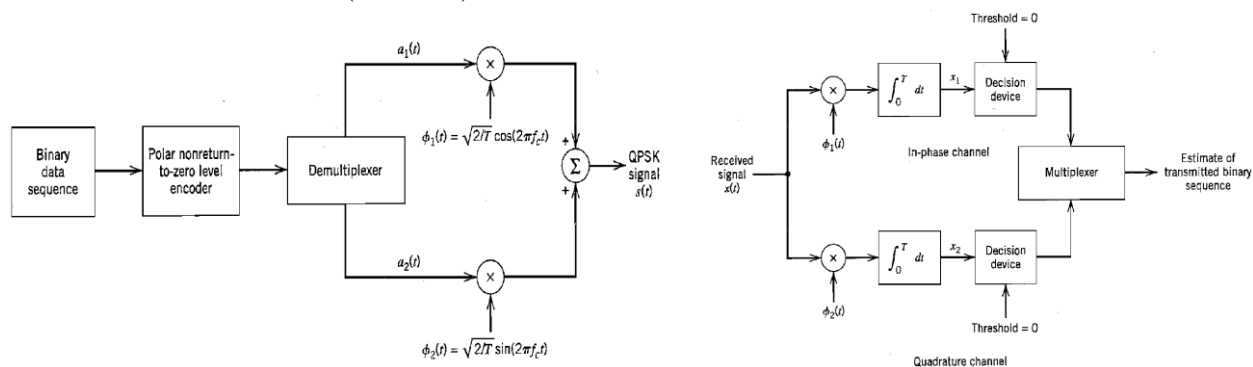 a₁(t)
×
ϕ₁(t) = √2/T cos(2πf_ct)
Binary
data
sequence
Polar nonreturn-
to-zero level
encoder
Demultiplexer
+
Σ
+
QPSK
signal
s(t)
a₂(t)
×
ϕ₂(t) = √2/T sin(2πf_ct)
Threshold = 0
×
∫₀ᵀ dt
x₁
Decision
device
ϕ₁(t)
In-phase channel
Received
signal
x(t)
Multiplexer
Estimate of
transmitted binary
sequence
×
∫₀ᵀ dt
x₂
Decision
device
ϕ₂(t)
Threshold = 0
Quadrature channel